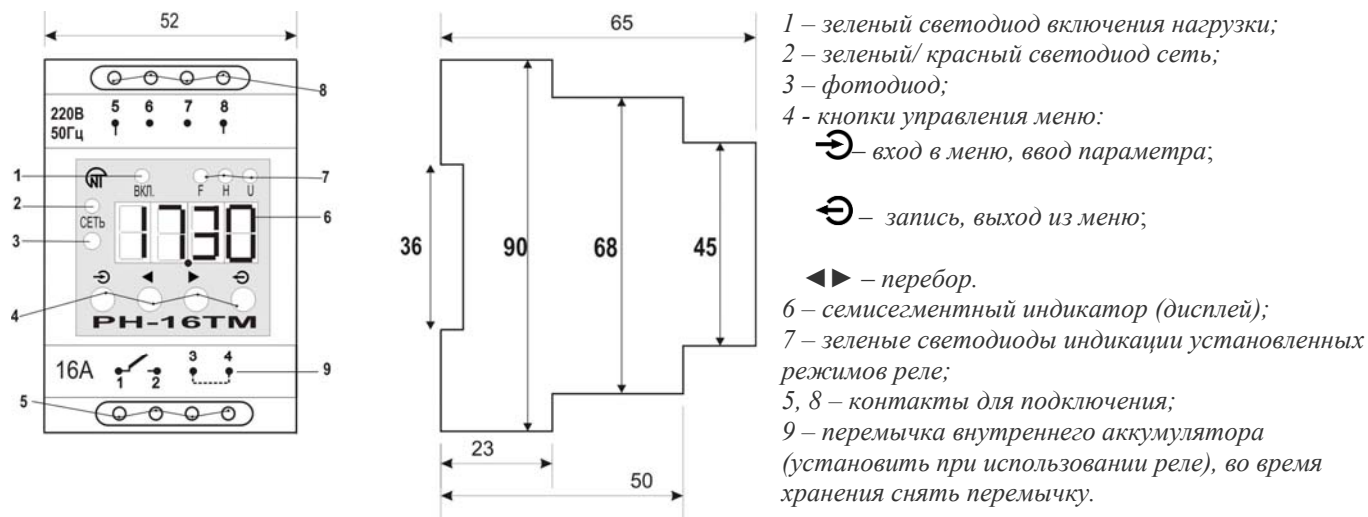 52
8
5 6 7 8
220В
50Гц
NT
1
ВКЛ. F H U
7
2
СЕТЬ
17.30
6
3
4
РН-16ТМ
16А
1 2 3 4
9
5
65
36 90 68 45
23
50
1 – зеленый светодиод включения нагрузки;
2 – зеленый/ красный светодиод сеть;
3 – фотодиод;
4 - кнопки управления меню:
– вход в меню, ввод параметра;
– запись, выход из меню;
◄► – перебор.
6 – семисегментный индикатор (дисплей);
7 – зеленые светодиоды индикации установленных
режимов реле;
5, 8 – контакты для подключения;
9 – перемычка внутреннего аккумулятора
(установить при использовании реле), во время
хранения снять перемычку.